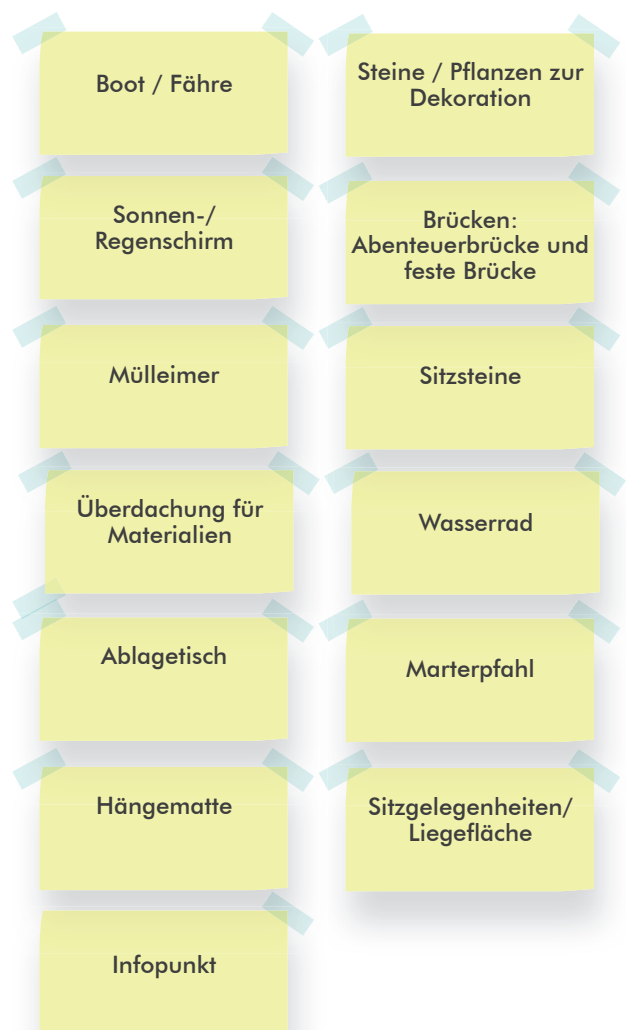 Boot / Fähre
Steine / Pflanzen zur
Dekoration
Sonnen-/
Regenschirm
Brücken:
Abenteuerbrücke und
feste Brücke
Mülleimer
Sitzsteine
Überdachung für
Materialien
Wasserrad
Ablagetisch
Marterpfahl
Hängematte
Sitzgelegenheiten/
Liegefläche
Infopunkt